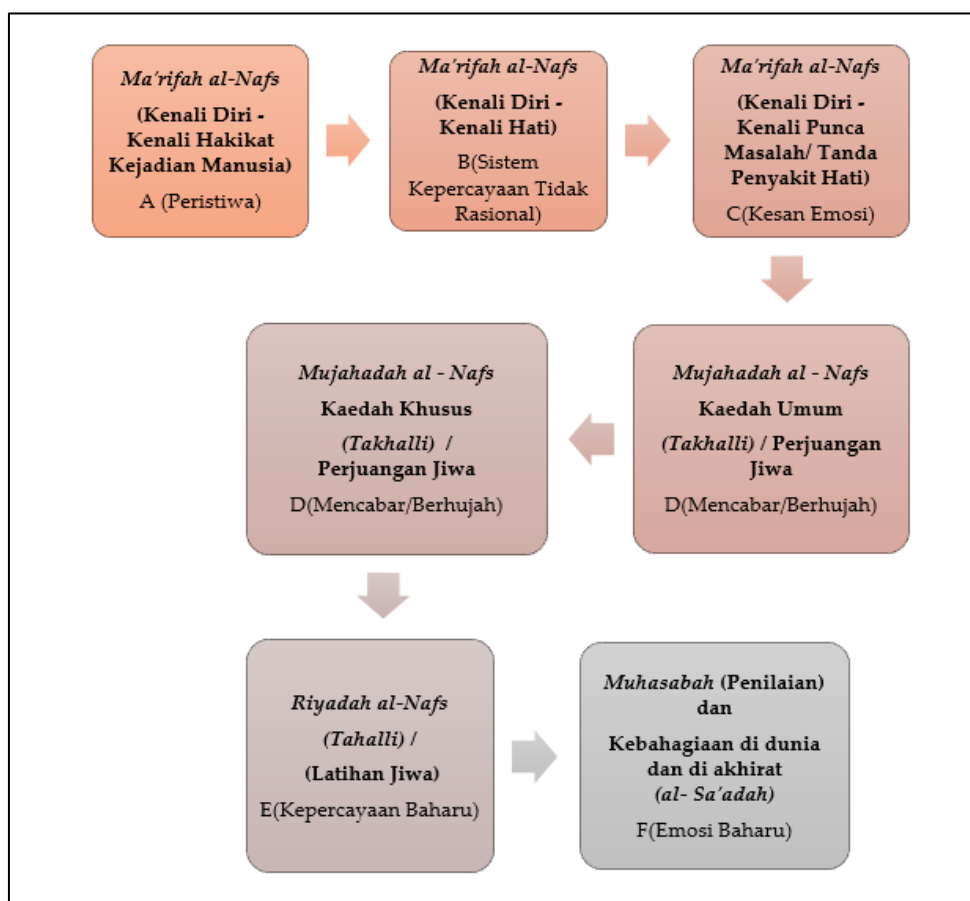 Ma'rifah al-Nafs
(Kenali Diri -
Kenali Hakikat
Kejadian Manusia)
A (Peristiwa)
Ma'rifah al-Nafs
(Kenali Diri -
Kenali Hati)
B(Sistem
Kepercayaan Tidak
Rasional)
Ma'rifah al-Nafs
(Kenali Diri -
Kenali Punca
Masalah/ Tanda
Penyakit Hati)
C(Kesan Emosi)
Mujahadah al - Nafs
Kaedah Umum
(Takhalli) / Perjuangan
Jiwa
D(Mencabar/Berhujah)
Mujahadah al - Nafs
Kaedah Khusus
(Takhalli) /
Perjuangan Jiwa
D(Mencabar/Berhujah)
Riyadah al-Nafs
(Tahalli) /
(Latihan Jiwa)
E(Kepercayaan Baharu)
Muhasabah (Penilaian)
dan
Kebahagiaan di dunia
dan di akhirat
(al- Sa'adah)
F(Emosi Baharu)